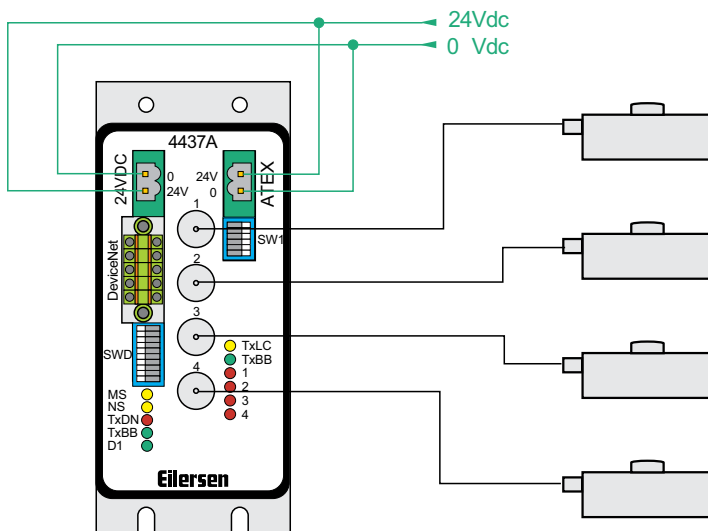 24Vdc
0 Vdc
4437A
24VDC
0
24V
24V
0
ATEX
1
SW1
DeviceNet
2
3
SWD
TxLC
TxBB
1
2
3
4
4
MS
NS
TxDN
TxBB
D1
Eilersen